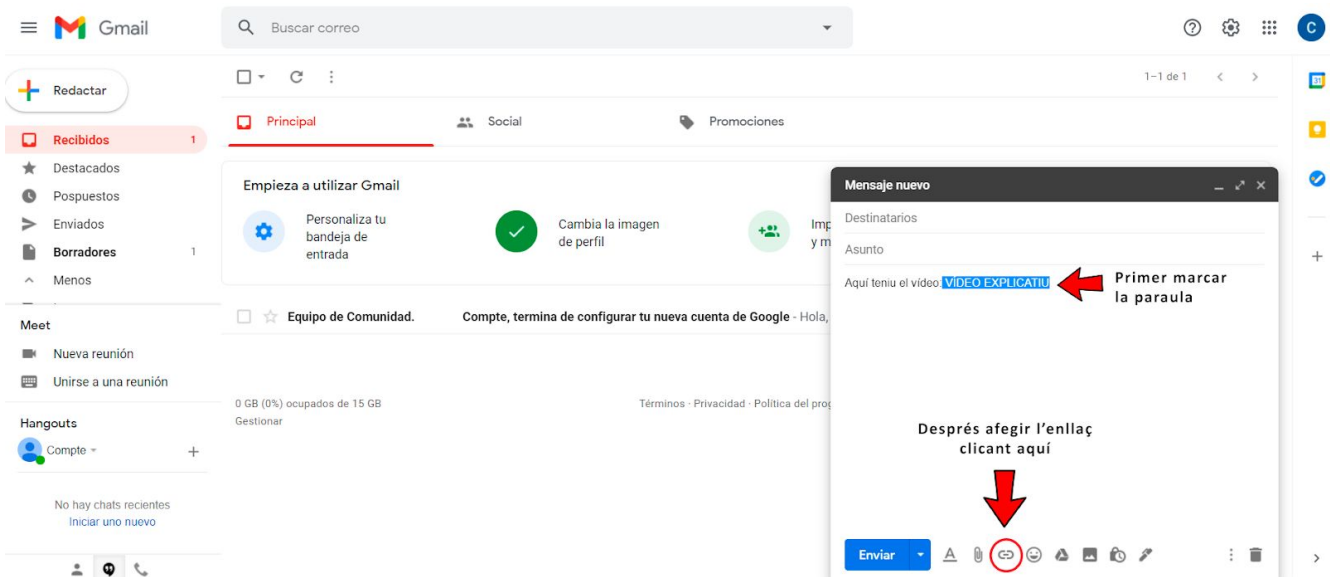 Gmail
Buscar correo
C
Redactar
1–1 de 1
31
Principal
Social
Promociones
Recibidos 1
Destacados
Pospuestos
Enviados
Borradores 1
Menos
Empieza a utilizar Gmail
Personaliza tu
bandeja de
entrada
Cambia la imagen
de perfil
Imp
y m
Equipo de Comunidad. Compte, termina de configurar tu nueva cuenta de Google - Hola,
0 GB (0%) ocupados de 15 GB
Gestionar
Términos · Privacidad · Política del prog
Meet
Nueva reunión
Unirse a una reunión
Hangouts
Compte
No hay chats recientes
Iniciar uno nuevo
Mensaje nuevo
Destinatarios
Asunto
Aquí teniu el vídeo: VÍDEO EXPLICATIU
Primer marcar
la paraula
Després afegir l'enllaç
clicant aquí
Enviar